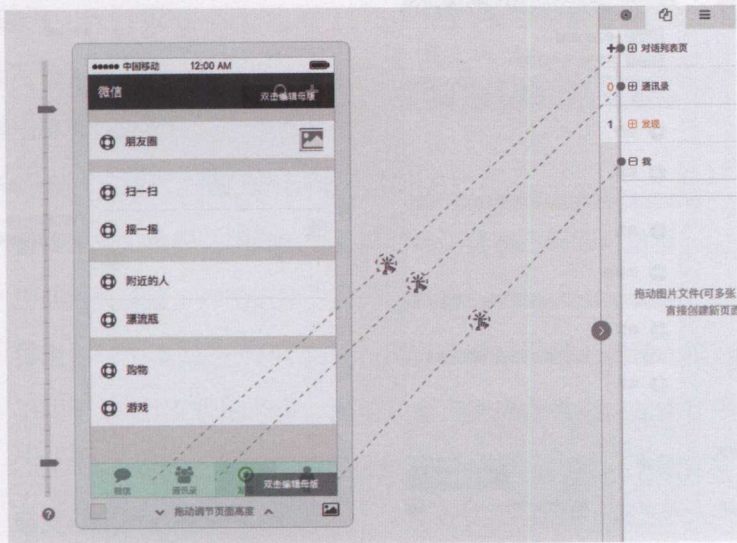 中国移动 12:00 AM
微信
双击编辑母版
朋友圈
扫一扫
摇一摇
附近的人
漂流瓶
购物
游戏
微信
通讯录
双击编辑母版
拖动调节页面高度
?
+ 对话列表页
0 通讯录
1 发现
我
拖动图片文件(可多张
直接创建新页面